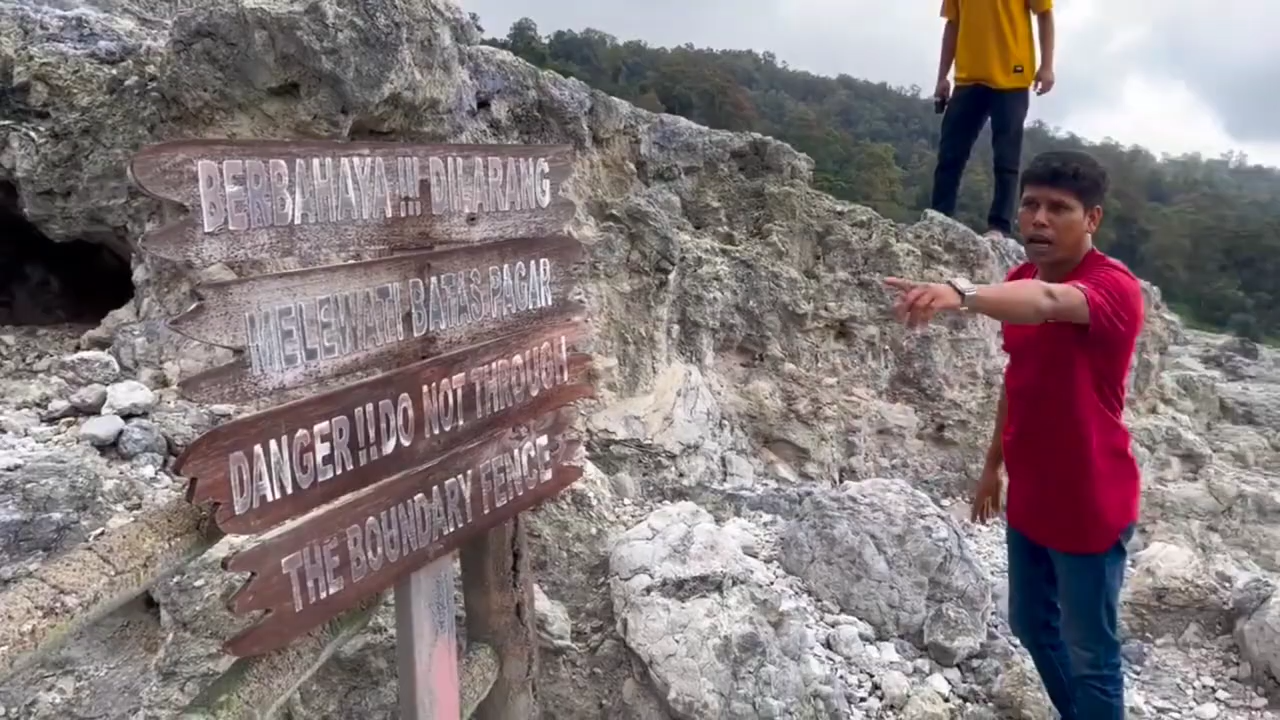 BERBAHAYA !!! DILARANG
MELEWATI BATAS PAGAR
DANGER!!DO NOT THROUGH
THE BOUNDARY FENCE